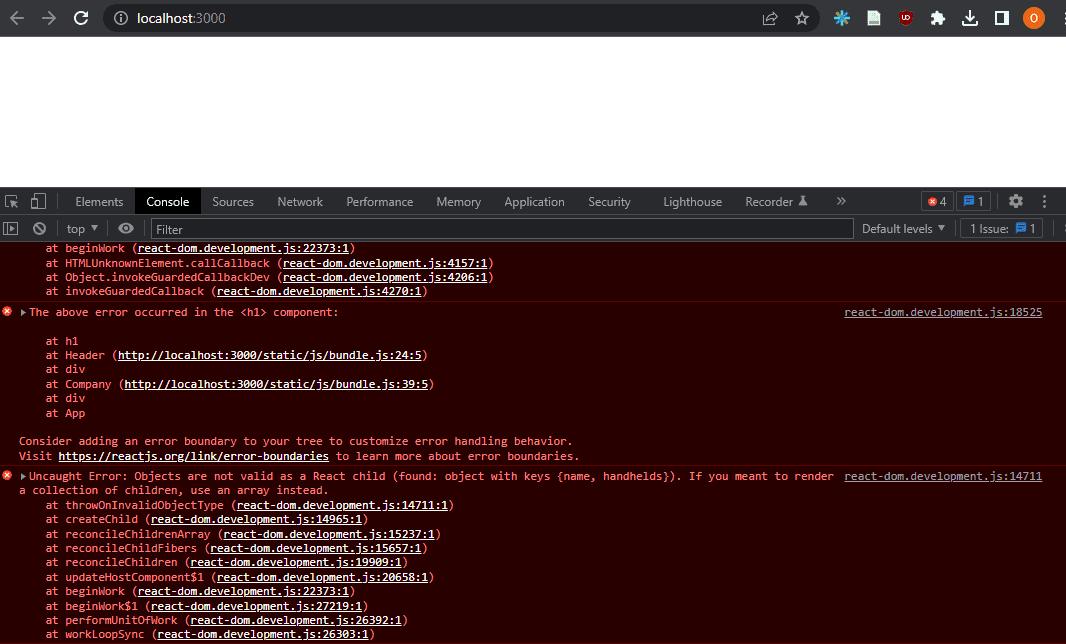 localhost:3000
UD
O
Elements Console Sources Network Performance Memory Application Security Lighthouse Recorder » 4 1
top ▼ Filter Default levels ▼ 1 Issue: 1
at beginWork (react-dom.development.js:22373:1)
at HTMLUnknownElement.callCallback (react-dom.development.js:4157:1)
at Object.invokeGuardedCallbackDev (react-dom.development.js:4206:1)
at invokeGuardedCallback (react-dom.development.js:4270:1)
▶The above error occurred in the <h1> component: react-dom.development.js:18525
at h1
at Header (http://localhost:3000/static/js/bundle.js:24:5)
at div
at Company (http://localhost:3000/static/js/bundle.js:39:5)
at div
at App
Consider adding an error boundary to your tree to customize error handling behavior.
Visit https://reactjs.org/link/error-boundaries to learn more about error boundaries.
▶Uncaught Error: Objects are not valid as a React child (found: object with keys {name, handhelds}). If you meant to render react-dom.development.js:14711
a collection of children, use an array instead.
at throwOnInvalidObjectType (react-dom.development.js:14711:1)
at createChild (react-dom.development.js:14965:1)
at reconcileChildrenArray (react-dom.development.js:15237:1)
at reconcileChildFibers (react-dom.development.js:15657:1)
at reconcileChildren (react-dom.development.js:19909:1)
at updateHostComponent$1 (react-dom.development.js:20658:1)
at beginWork (react-dom.development.js:22373:1)
at beginWork$1 (react-dom.development.js:27219:1)
at performUnitOfWork (react-dom.development.js:26392:1)
at workLoopSync (react-dom.development.js:26303:1)